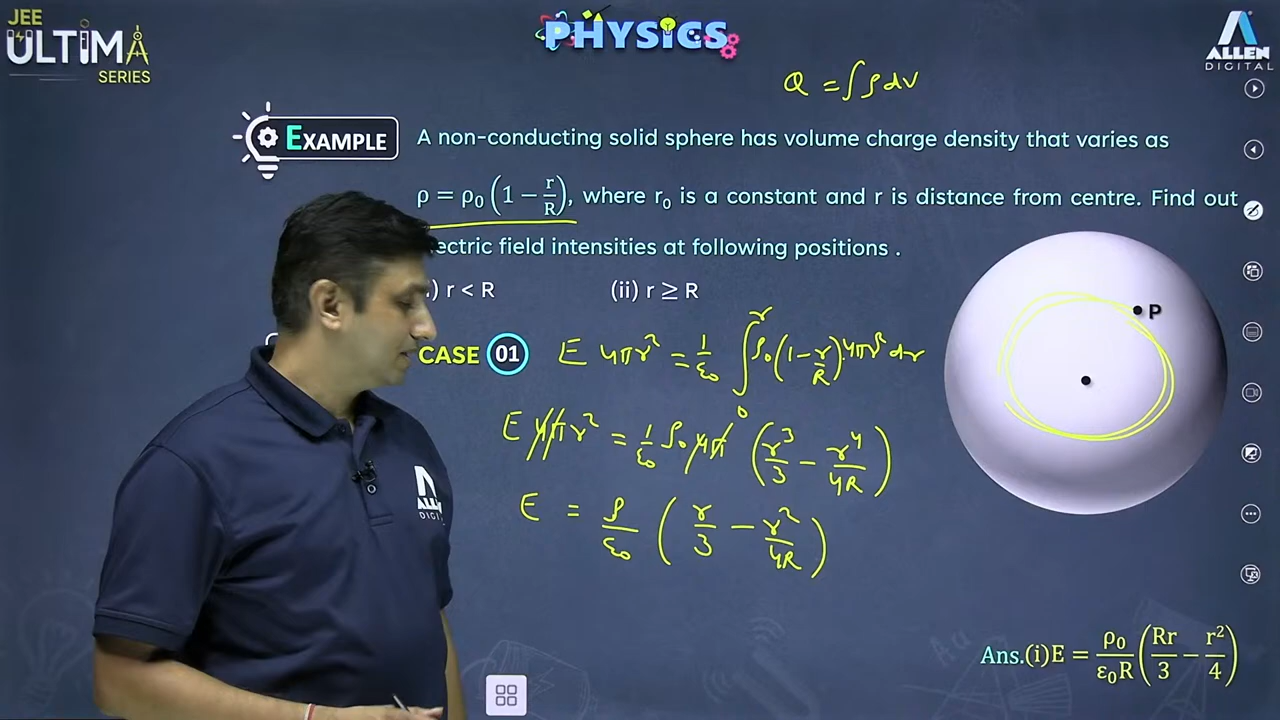 JEE
ULTIMA
SERIES
PHYSICS
ALLEN
DIGITAL
Q = ∫ρdV
EXAMPLE
A non-conducting solid sphere has volume charge density that varies as
ρ = ρ₀ (1 − r/R), where r₀ is a constant and r is distance from centre. Find out
ectric field intensities at following positions .
) r < R (ii) r ≥ R
P
CASE 01
E 4πr² = 1/ε₀ ∫₀ʳ ρ₀(1 − r/R) 4πr² dr
E 4πr² = 1/ε₀ ρ₀ 4π (r³/3 − r⁴/4R)
E = ρ/ε₀ (r/3 − r²/4R)
ALLEN
DIGI
Ans.(i)E = ρ₀/ε₀R (Rr/3 − r²/4)